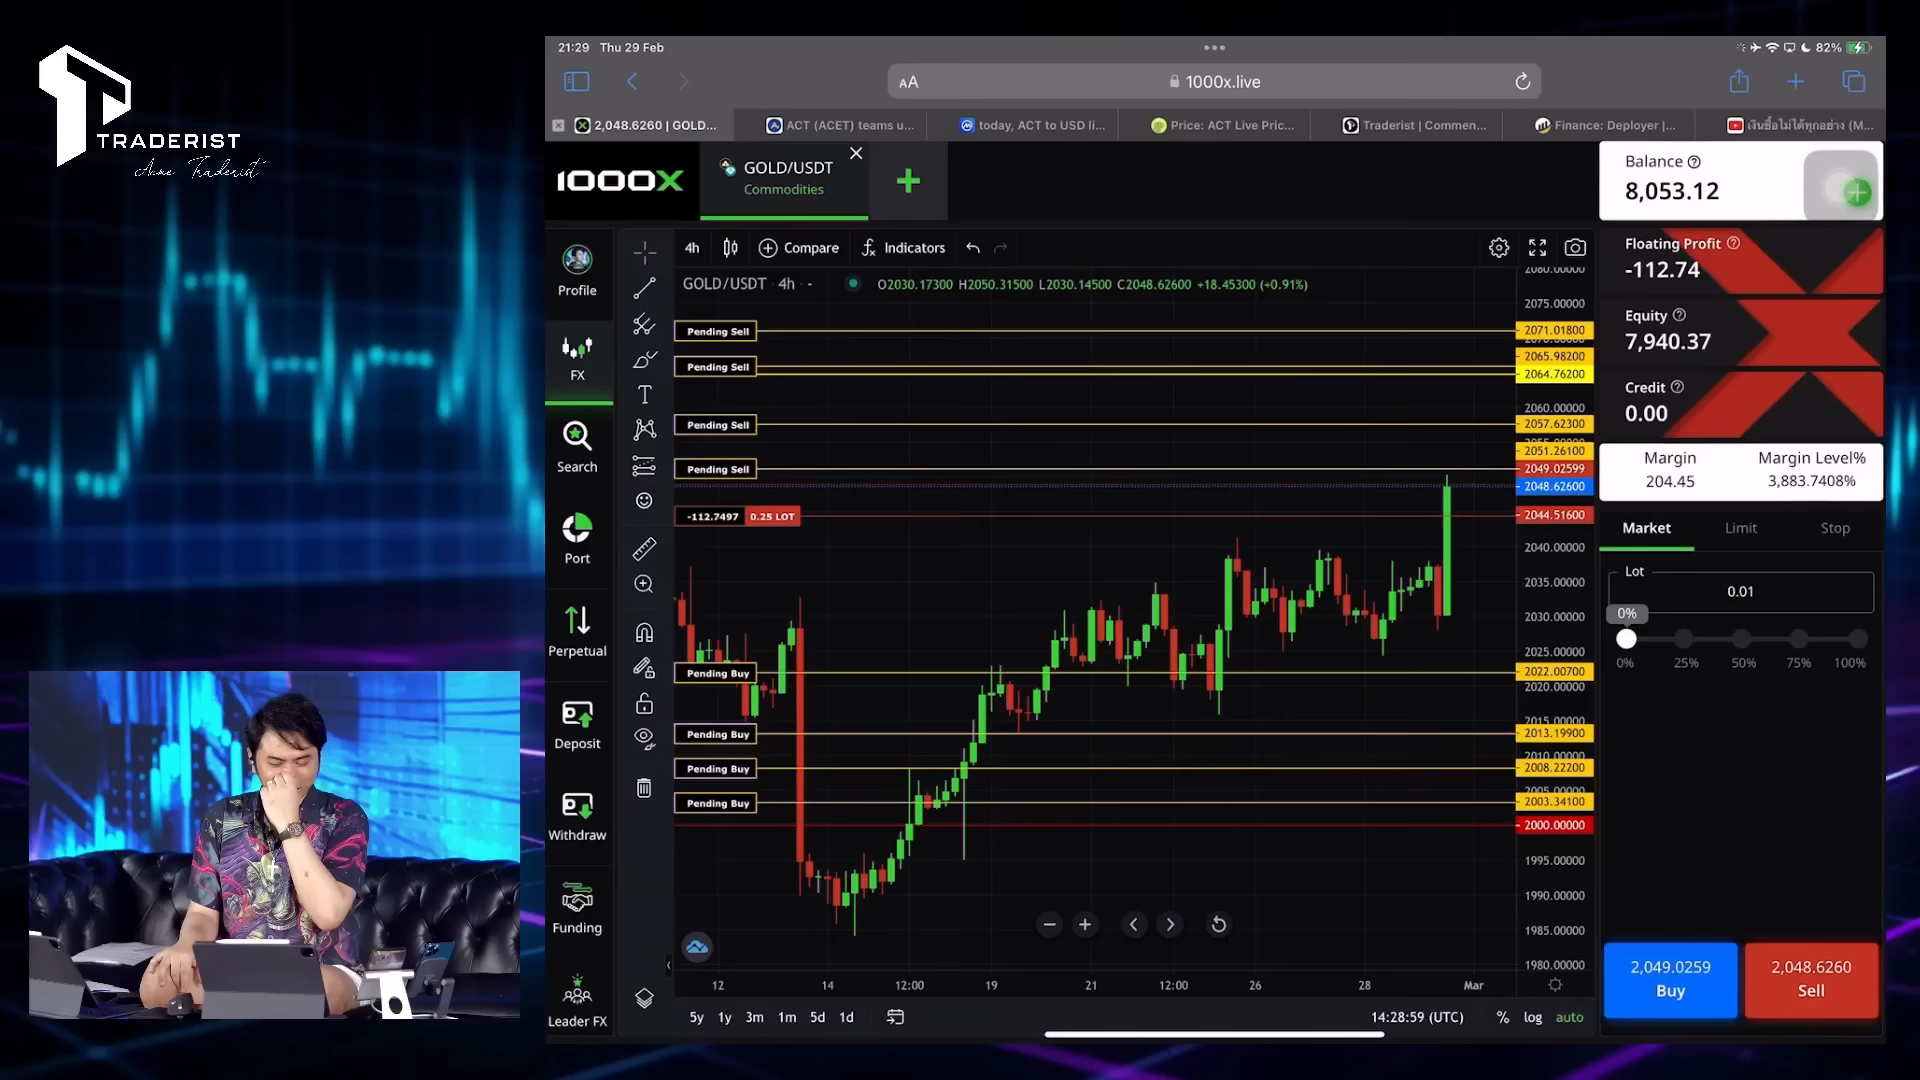 TRADERIST
Acme Traderist
21:29 Thu 29 Feb
82%
AA
1000x.live
2,048.6260 | GOLD...
ACT (ACET) teams u...
today, ACT to USD li...
Price: ACT Live Pric...
Traderist | Commen...
Finance: Deployer |...
เงินซื้อไม่ได้ทุกอย่าง (M...
1000X
GOLD/USDT
Commodities
Balance
8,053.12
Floating Profit
-112.74
Equity
7,940.37
Credit
0.00
Margin
204.45
Margin Level%
3,883.7408%
Market
Limit
Stop
Lot
0.01
0%
0% 25% 50% 75% 100%
2,049.0259
Buy
2,048.6260
Sell
Profile
FX
Search
Port
Perpetual
Deposit
Withdraw
Funding
Leader FX
4h
Compare
Indicators
GOLD/USDT 4h -
O2030.17300 H2050.31500 L2030.14500 C2048.62600 +18.45300 (+0.91%)
2080.00000
2075.00000
Pending Sell
2071.01800
2065.98200
Pending Sell
2064.76200
2060.00000
Pending Sell
2057.62300
2055.00000
2051.26100
Pending Sell
2049.02599
2048.62600
-112.7497 0.25 LOT
2044.51600
2040.00000
2035.00000
2030.00000
2025.00000
Pending Buy
2022.00700
2020.00000
2015.00000
Pending Buy
2013.19900
2010.00000
Pending Buy
2008.22200
2005.00000
Pending Buy
2003.34100
2000.00000
1995.00000
1990.00000
1985.00000
1980.00000
12 14 12:00 19 21 12:00 26 28 Mar
5y 1y 3m 1m 5d 1d
14:28:59 (UTC)
% log auto